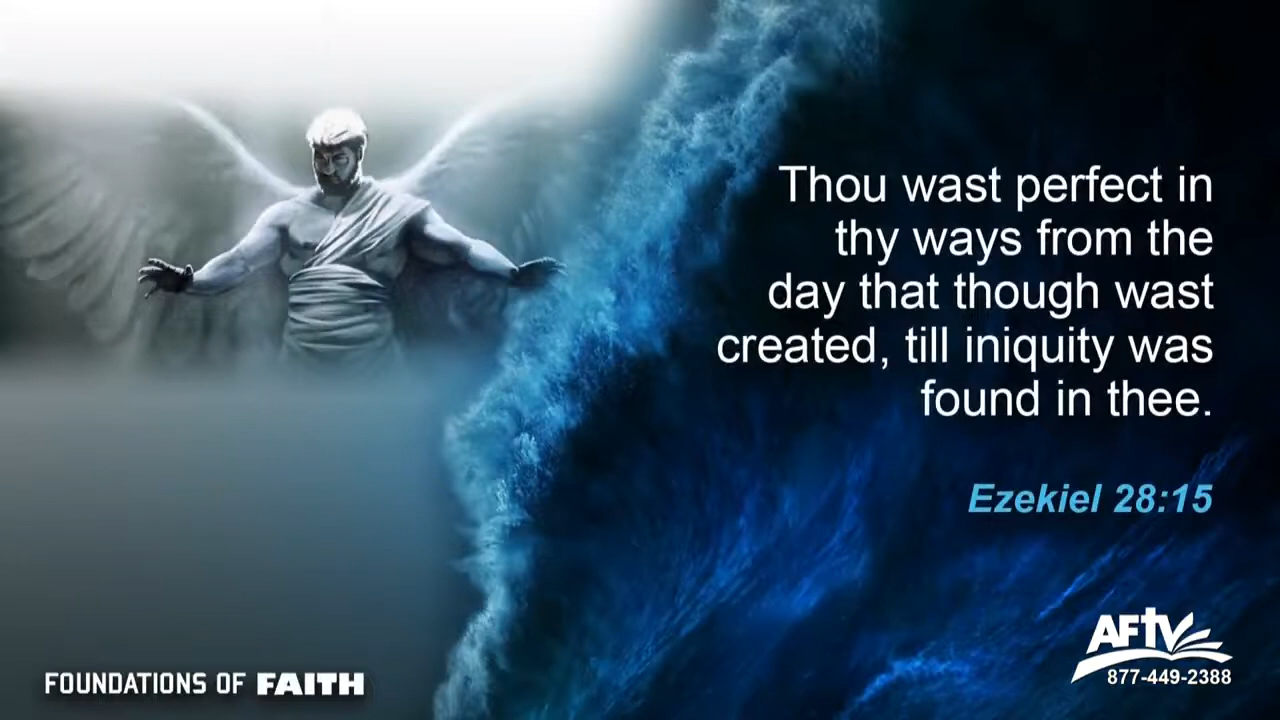 Thou wast perfect in
thy ways from the
day that though wast
created, till iniquity was
found in thee.
Ezekiel 28:15
FOUNDATIONS OF FAITH
AFtv
877-449-2388